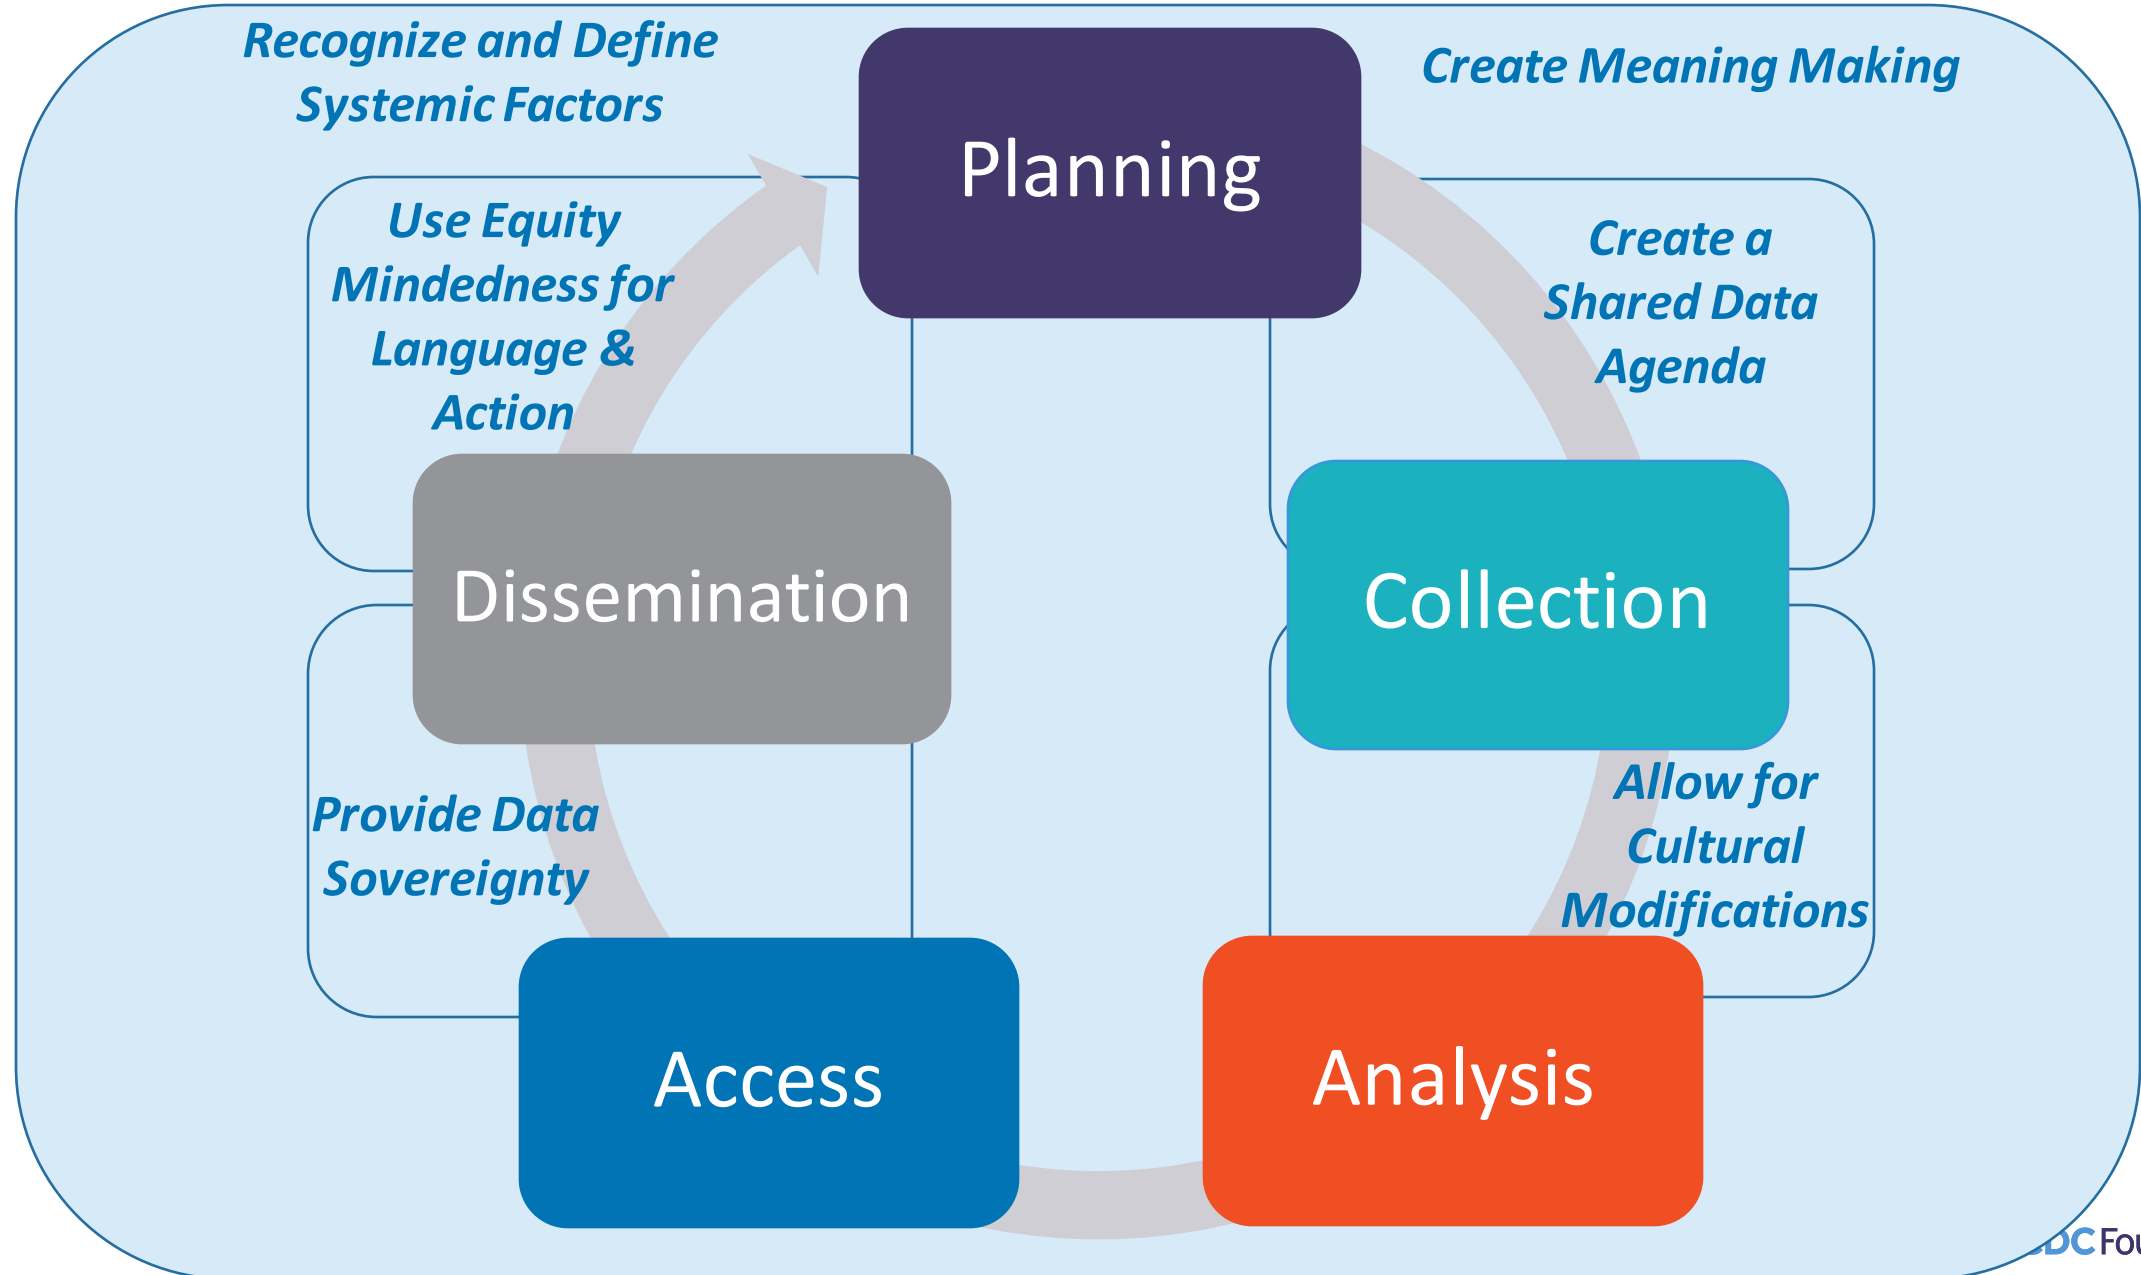 Recognize and Define
Systemic Factors
Create Meaning Making
Planning
Use Equity
Mindedness for
Language &
Action
Create a
Shared Data
Agenda
Dissemination
Collection
Provide Data
Sovereignty
Allow for
Cultural
Modifications
Access
Analysis